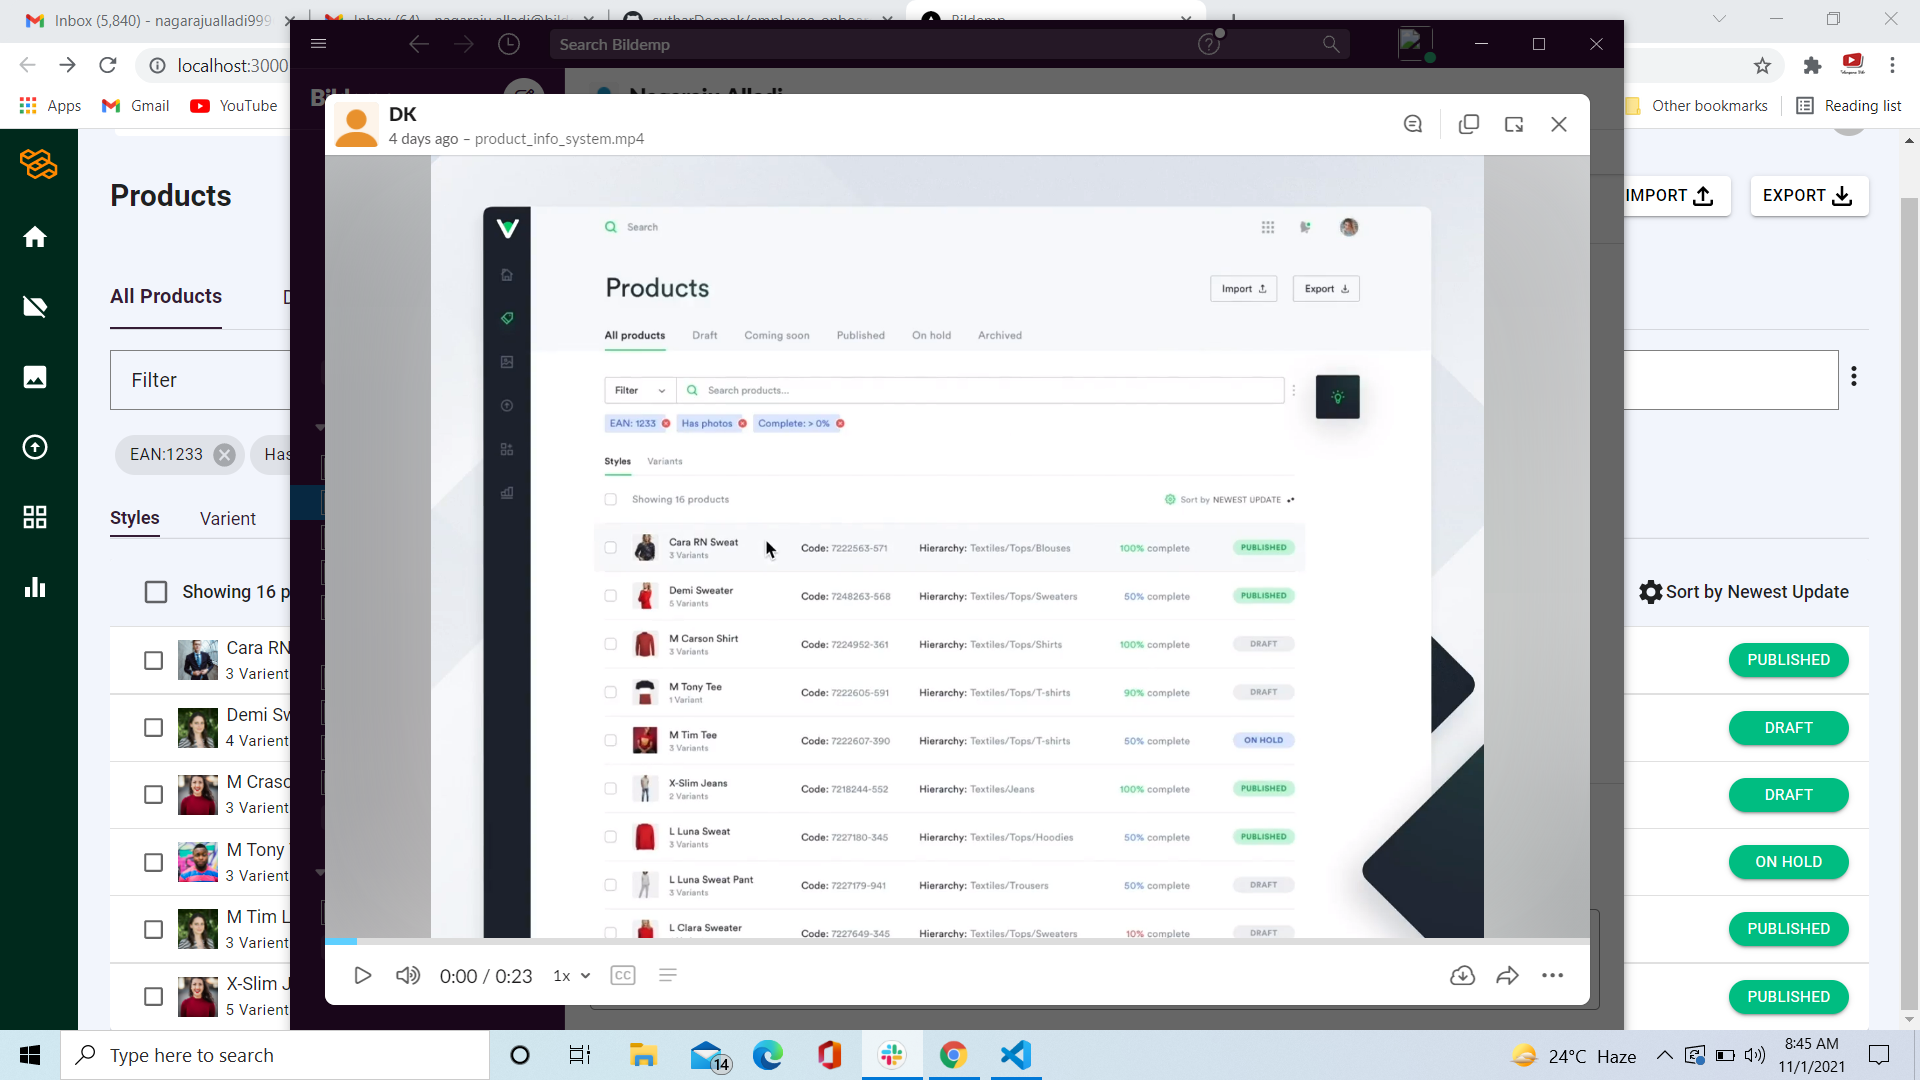 Inbox (5,840) - nagarajualladi999
Inbox (64) - nagaraju.alladi@bild
sutharDeepak/employee_onboa
Bildemp
Search Bildemp
localhost:3000
Apps
Gmail
YouTube
Other bookmarks
Reading list
Nagaraju Alladi
DK
4 days ago – product_info_system.mp4
Products
IMPORT
EXPORT
All Products
Filter
EAN:1233
Has
Styles
Varient
Showing 16 p
Sort by Newest Update
Cara RN
3 Varient
PUBLISHED
Demi Sw
4 Varient
DRAFT
M Crasc
3 Varient
DRAFT
M Tony
3 Varient
ON HOLD
M Tim L
3 Varient
PUBLISHED
X-Slim J
5 Varient
PUBLISHED
Search
Products
Import
Export
All products
Draft
Coming soon
Published
On hold
Archived
Filter
Search products...
EAN: 1233
Has photos
Complete: > 0%
Styles
Variants
Showing 16 products
Sort by NEWEST UPDATE
Cara RN Sweat
3 Variants
Code: 7222563-571
Hierarchy: Textiles/Tops/Blouses
100% complete
PUBLISHED
Demi Sweater
5 Variants
Code: 7248263-568
Hierarchy: Textiles/Tops/Sweaters
50% complete
PUBLISHED
M Carson Shirt
3 Variants
Code: 7224952-361
Hierarchy: Textiles/Tops/Shirts
100% complete
DRAFT
M Tony Tee
1 Variant
Code: 7222605-591
Hierarchy: Textiles/Tops/T-shirts
90% complete
DRAFT
M Tim Tee
3 Variants
Code: 7222607-390
Hierarchy: Textiles/Tops/T-shirts
50% complete
ON HOLD
X-Slim Jeans
2 Variants
Code: 7218244-552
Hierarchy: Textiles/Jeans
100% complete
PUBLISHED
L Luna Sweat
3 Variants
Code: 7227180-345
Hierarchy: Textiles/Tops/Hoodies
50% complete
PUBLISHED
L Luna Sweat Pant
3 Variants
Code: 7227179-941
Hierarchy: Textiles/Trousers
50% complete
DRAFT
L Clara Sweater
Code: 7227649-345
Hierarchy: Textiles/Tops/Sweaters
10% complete
DRAFT
0:00 / 0:23
1x
CC
Type here to search
14
24°C Haze
8:45 AM
11/1/2021